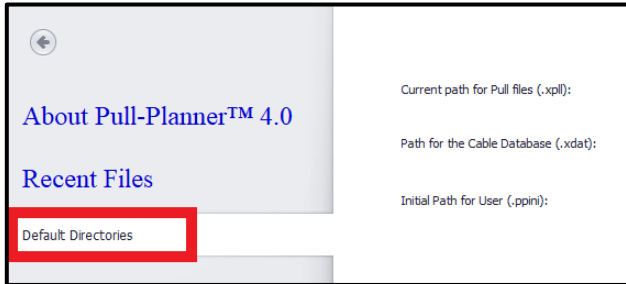 About Pull-Planner™ 4.0
Recent Files
Default Directories
Current path for Pull files (.xpll):
Path for the Cable Database (.xdat):
Initial Path for User (.ppini):